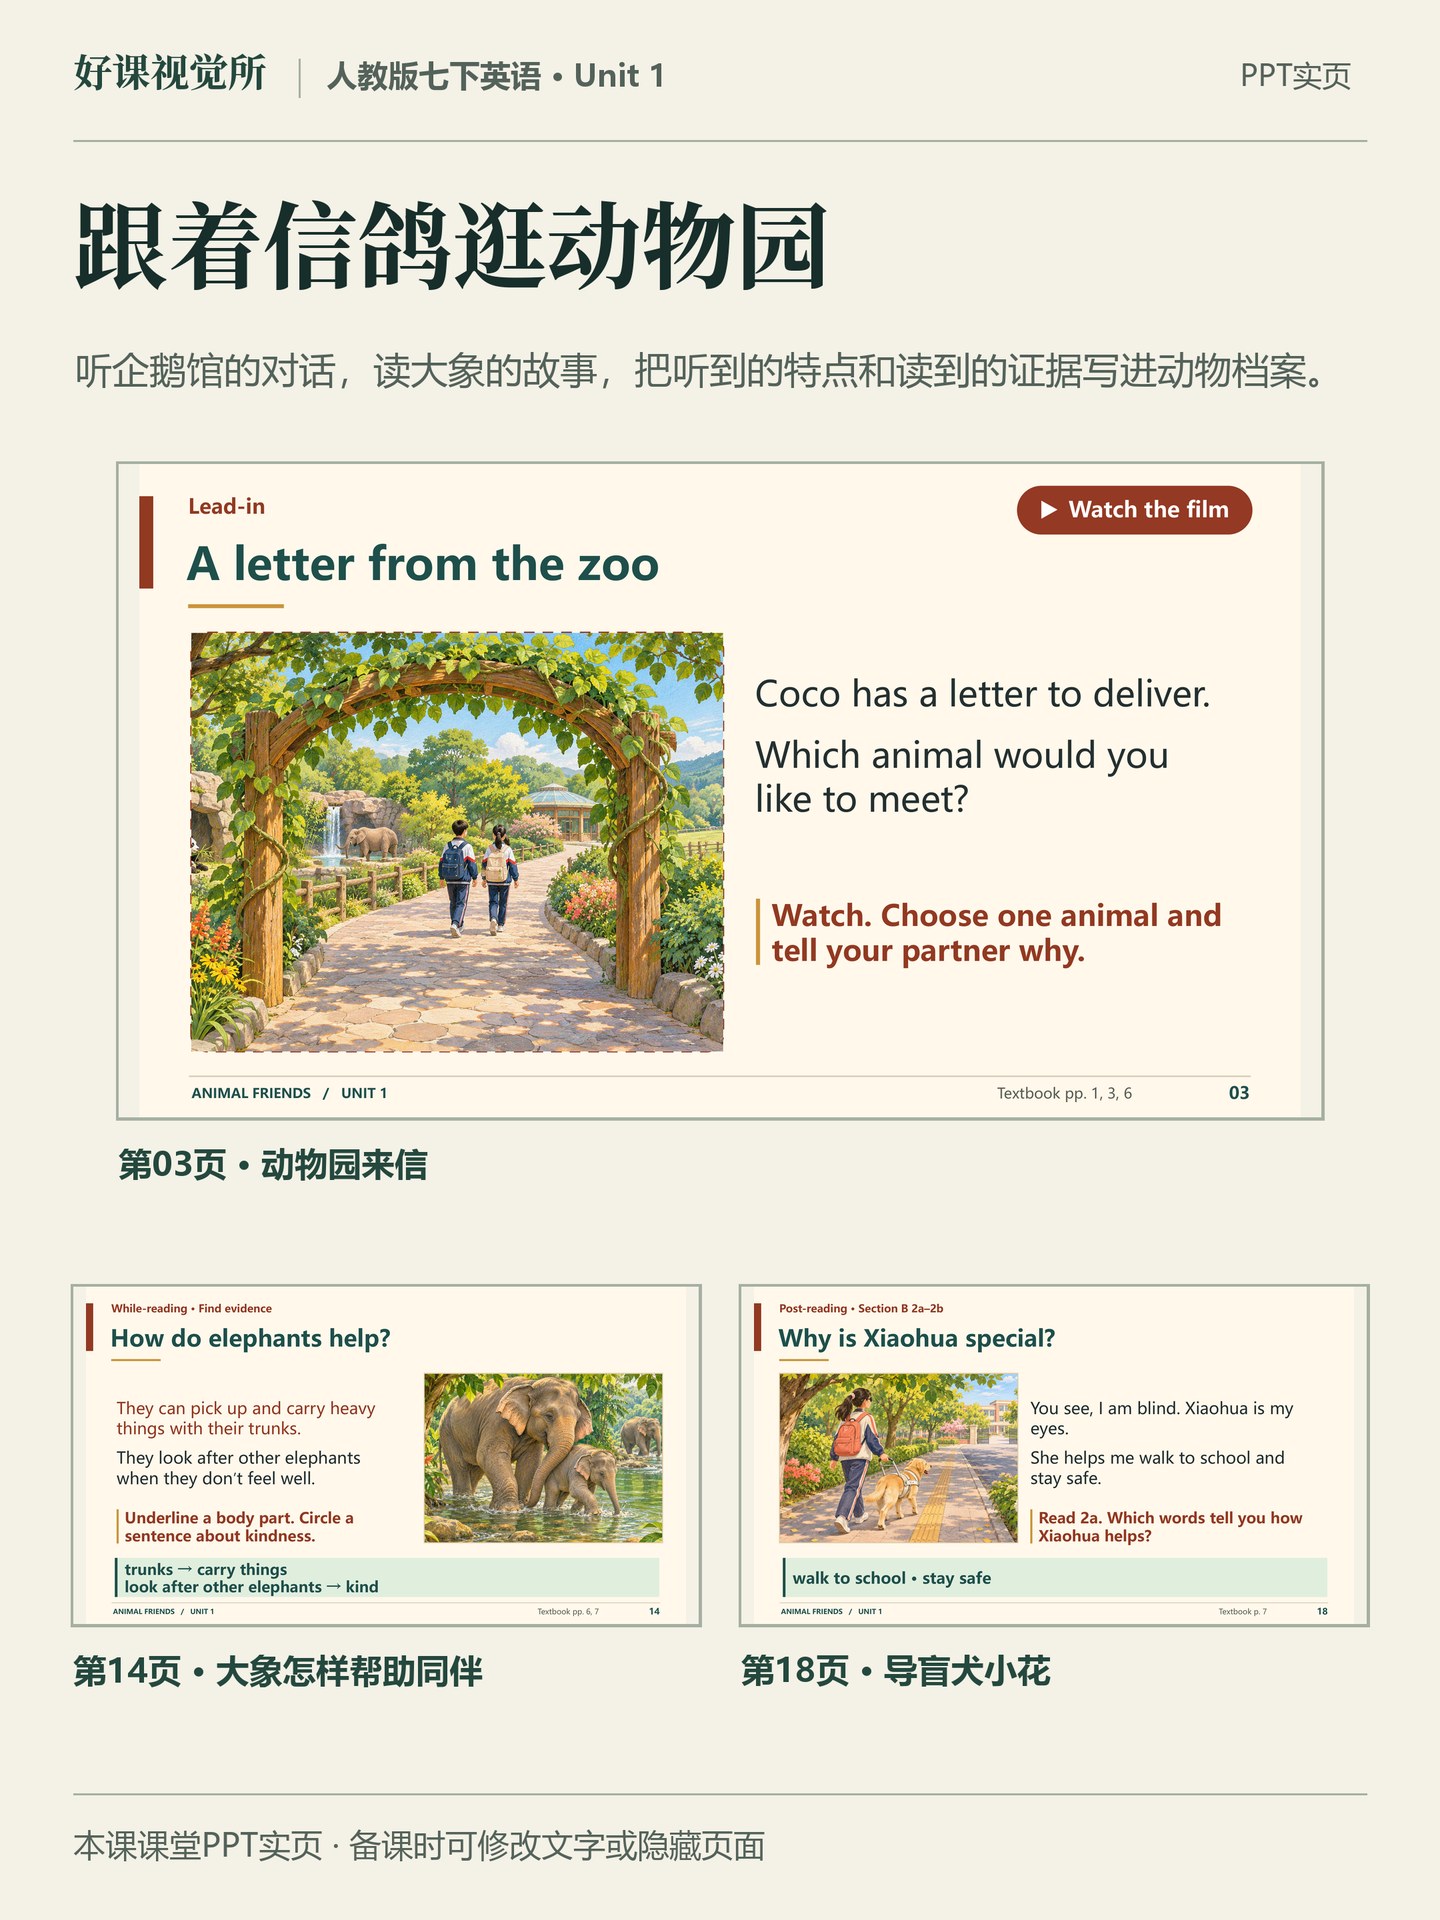 好课视觉所
人教版七下英语 • Unit 1
PPT实页
跟着信鸽逛动物园
听企鹅馆的对话，读大象的故事，把听到的特点和读到的证据写进动物档案。
Lead-in
▶ Watch the film
A letter from the zoo
Coco has a letter to deliver.
Which animal would you
like to meet?
Watch. Choose one animal and
tell your partner why.
ANIMAL FRIENDS / UNIT 1
Textbook pp. 1, 3, 6
03
第03页 • 动物园来信
While-reading • Find evidence
How do elephants help?
They can pick up and carry heavy
things with their trunks.
They look after other elephants
when they don't feel well.
Underline a body part. Circle a
sentence about kindness.
trunks → carry things
look after other elephants → kind
ANIMAL FRIENDS / UNIT 1
Textbook pp. 6, 7
14
第14页 • 大象怎样帮助同伴
Post-reading • Section B 2a–2b
Why is Xiaohua special?
You see, I am blind. Xiaohua is my
eyes.
She helps me walk to school and
stay safe.
Read 2a. Which words tell you how
Xiaohua helps?
walk to school • stay safe
ANIMAL FRIENDS / UNIT 1
Textbook p. 7
18
第18页 • 导盲犬小花
本课课堂PPT实页 · 备课时可修改文字或隐藏页面